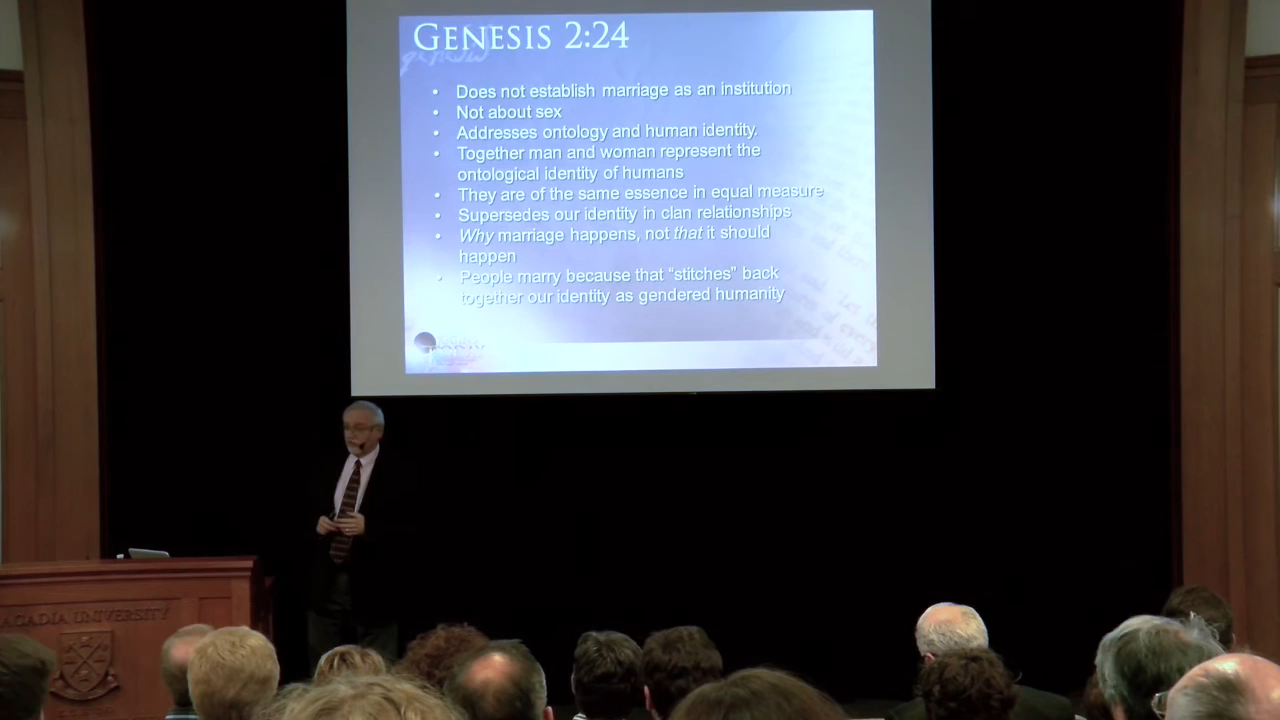 GENESIS 2:24
• Does not establish marriage as an institution
• Not about sex
• Addresses ontology and human identity.
• Together man and woman represent the
ontological identity of humans
• They are of the same essence in equal measure
• Supersedes our identity in clan relationships
• Why marriage happens, not that it should
happen
• People marry because that “stitches” back
together our identity as gendered humanity
ACADIA UNIVERSITY